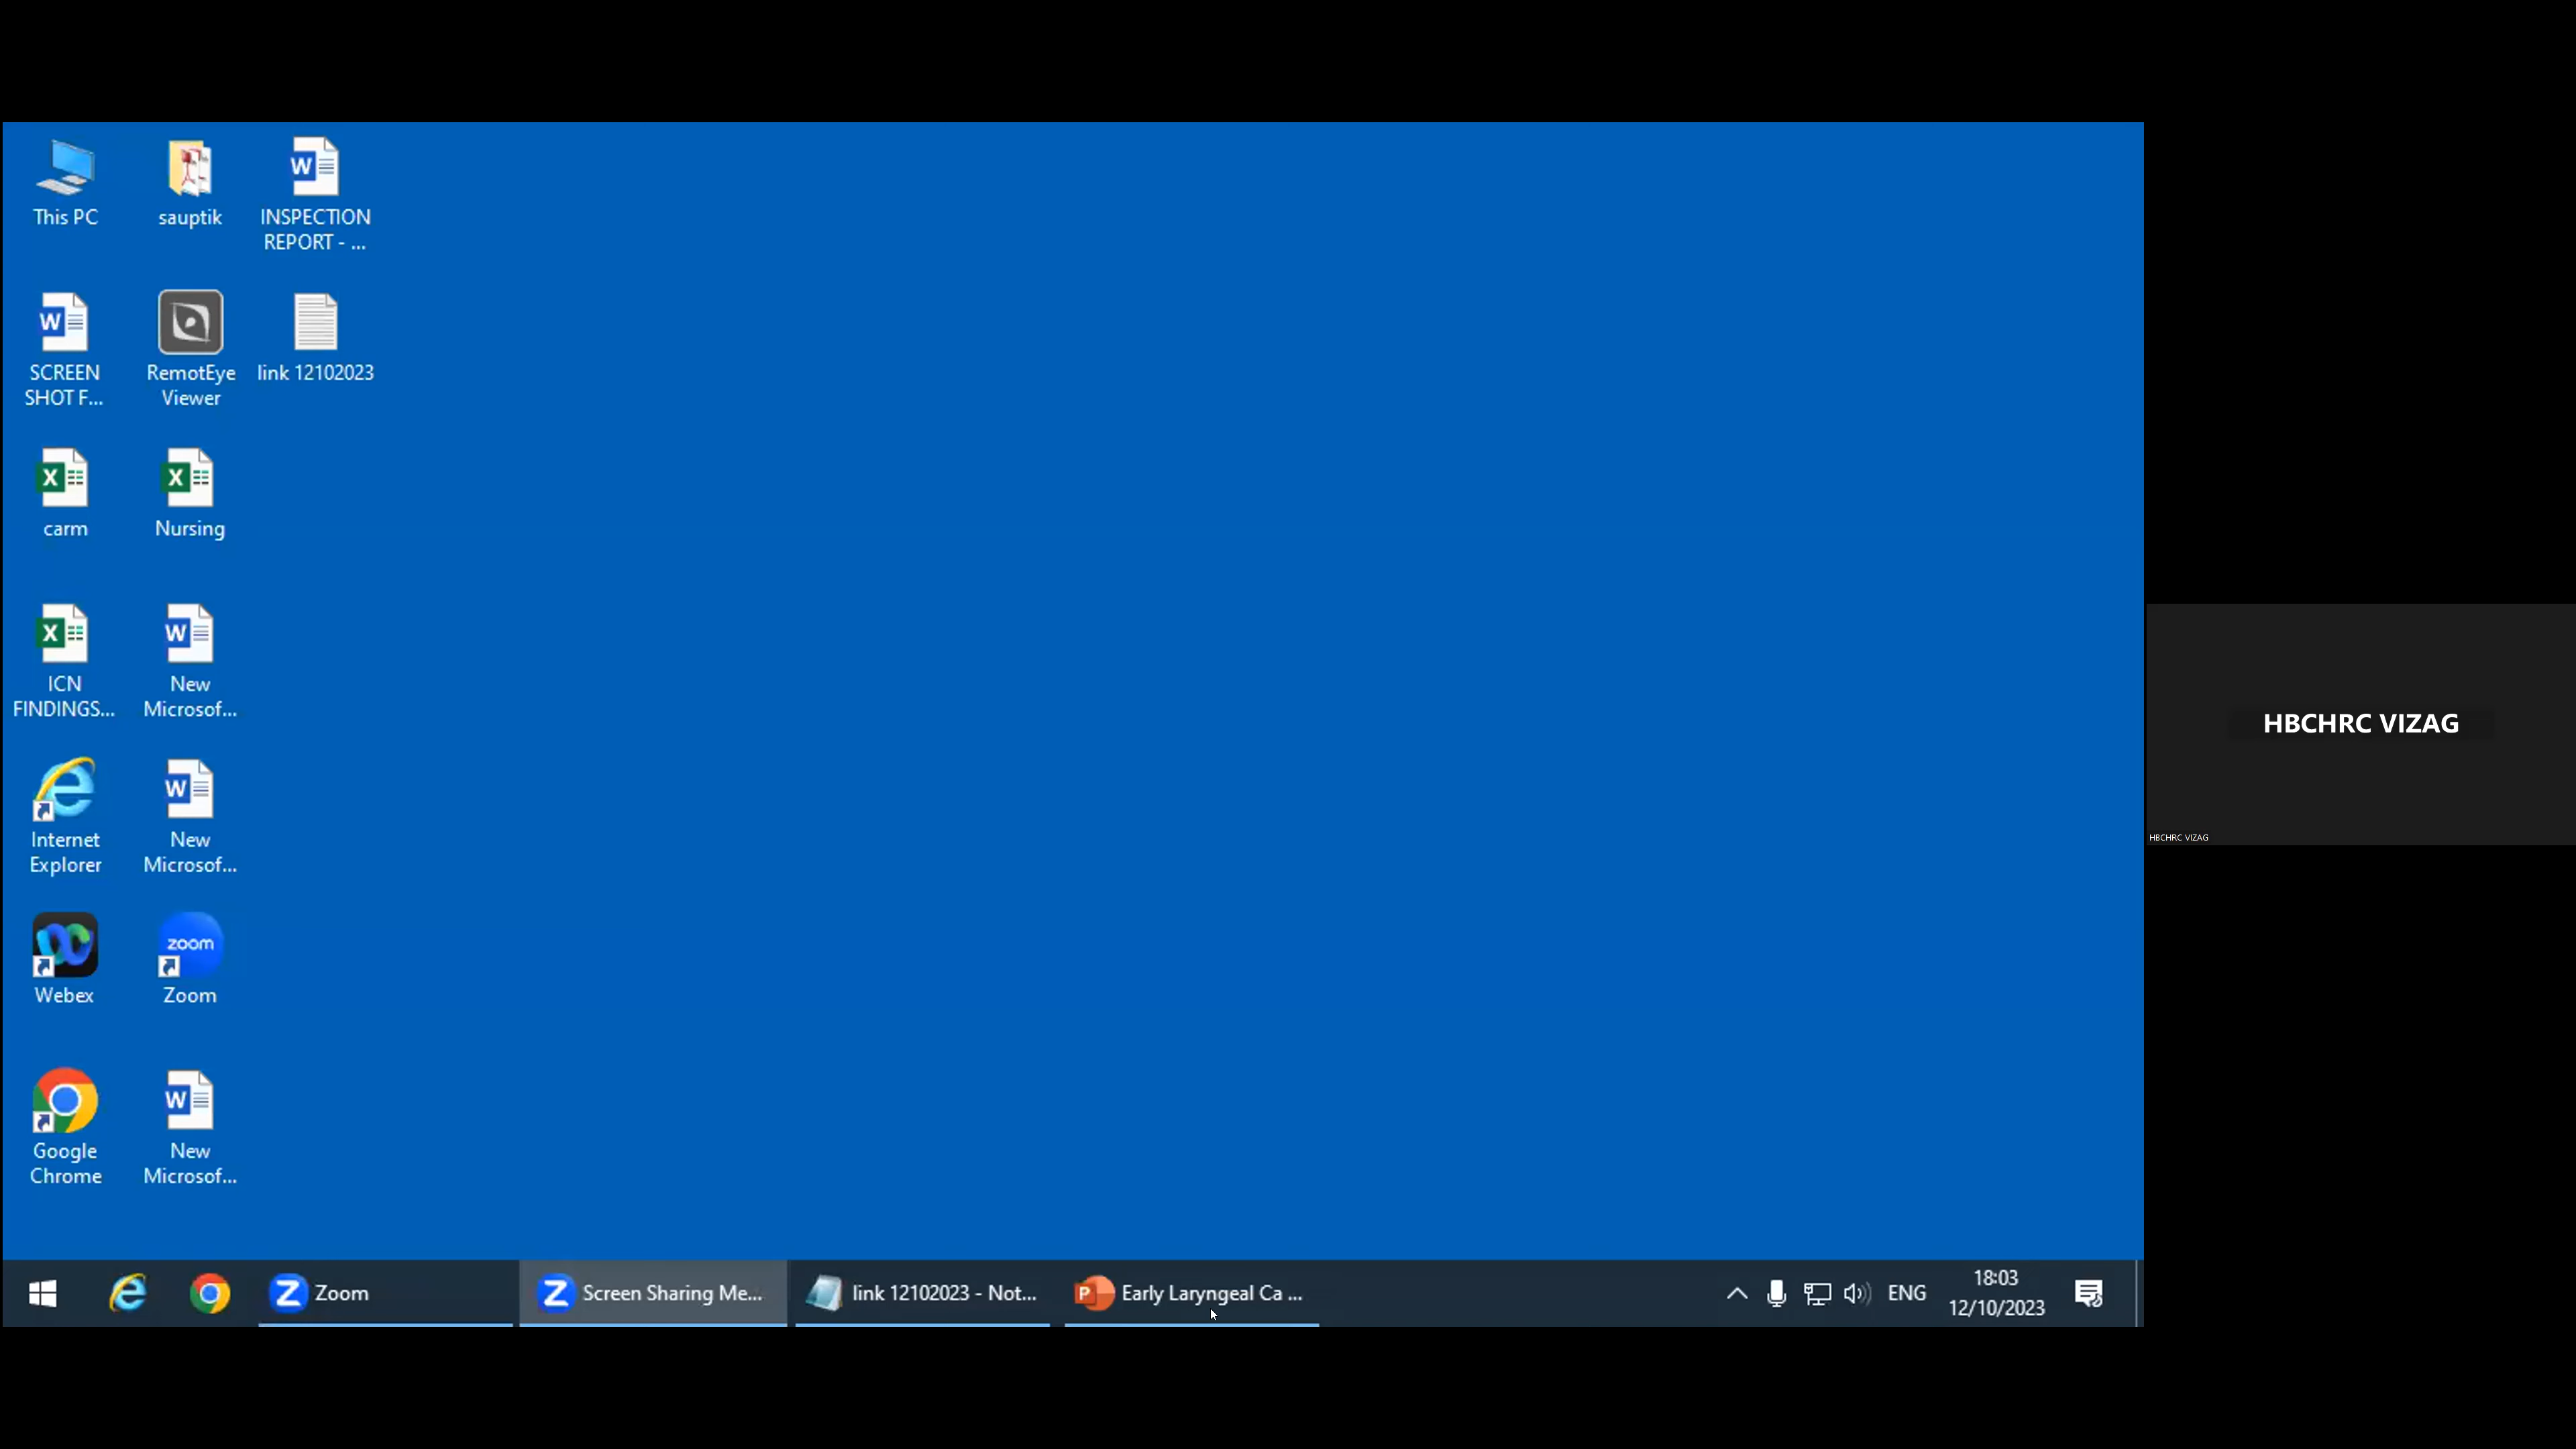 This PC
sauptik
INSPECTION
REPORT - ...
SCREEN
SHOT F...
RemotEye
Viewer
link 12102023
carm
Nursing
ICN
FINDINGS...
New
Microsof...
Internet
Explorer
New
Microsof...
Webex
zoom
Zoom
Google
Chrome
New
Microsof...
Zoom
Screen Sharing Me...
link 12102023 - Not...
Early Laryngeal Ca ...
ENG
18:03
12/10/2023
HBCHRC VIZAG
HBCHRC VIZAG